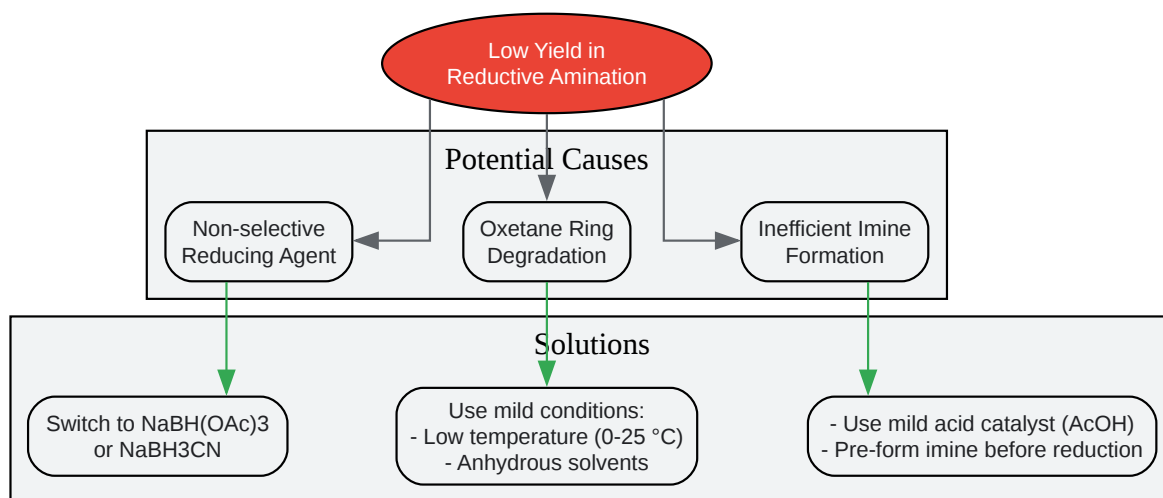 Low Yield in
Reductive Amination
Potential Causes
Non-selective
Reducing Agent
Oxetane Ring
Degradation
Inefficient Imine
Formation
Solutions
Switch to NaBH(OAc)3
or NaBH3CN
Use mild conditions:
- Low temperature (0-25 °C)
- Anhydrous solvents
- Use mild acid catalyst (AcOH)
- Pre-form imine before reduction